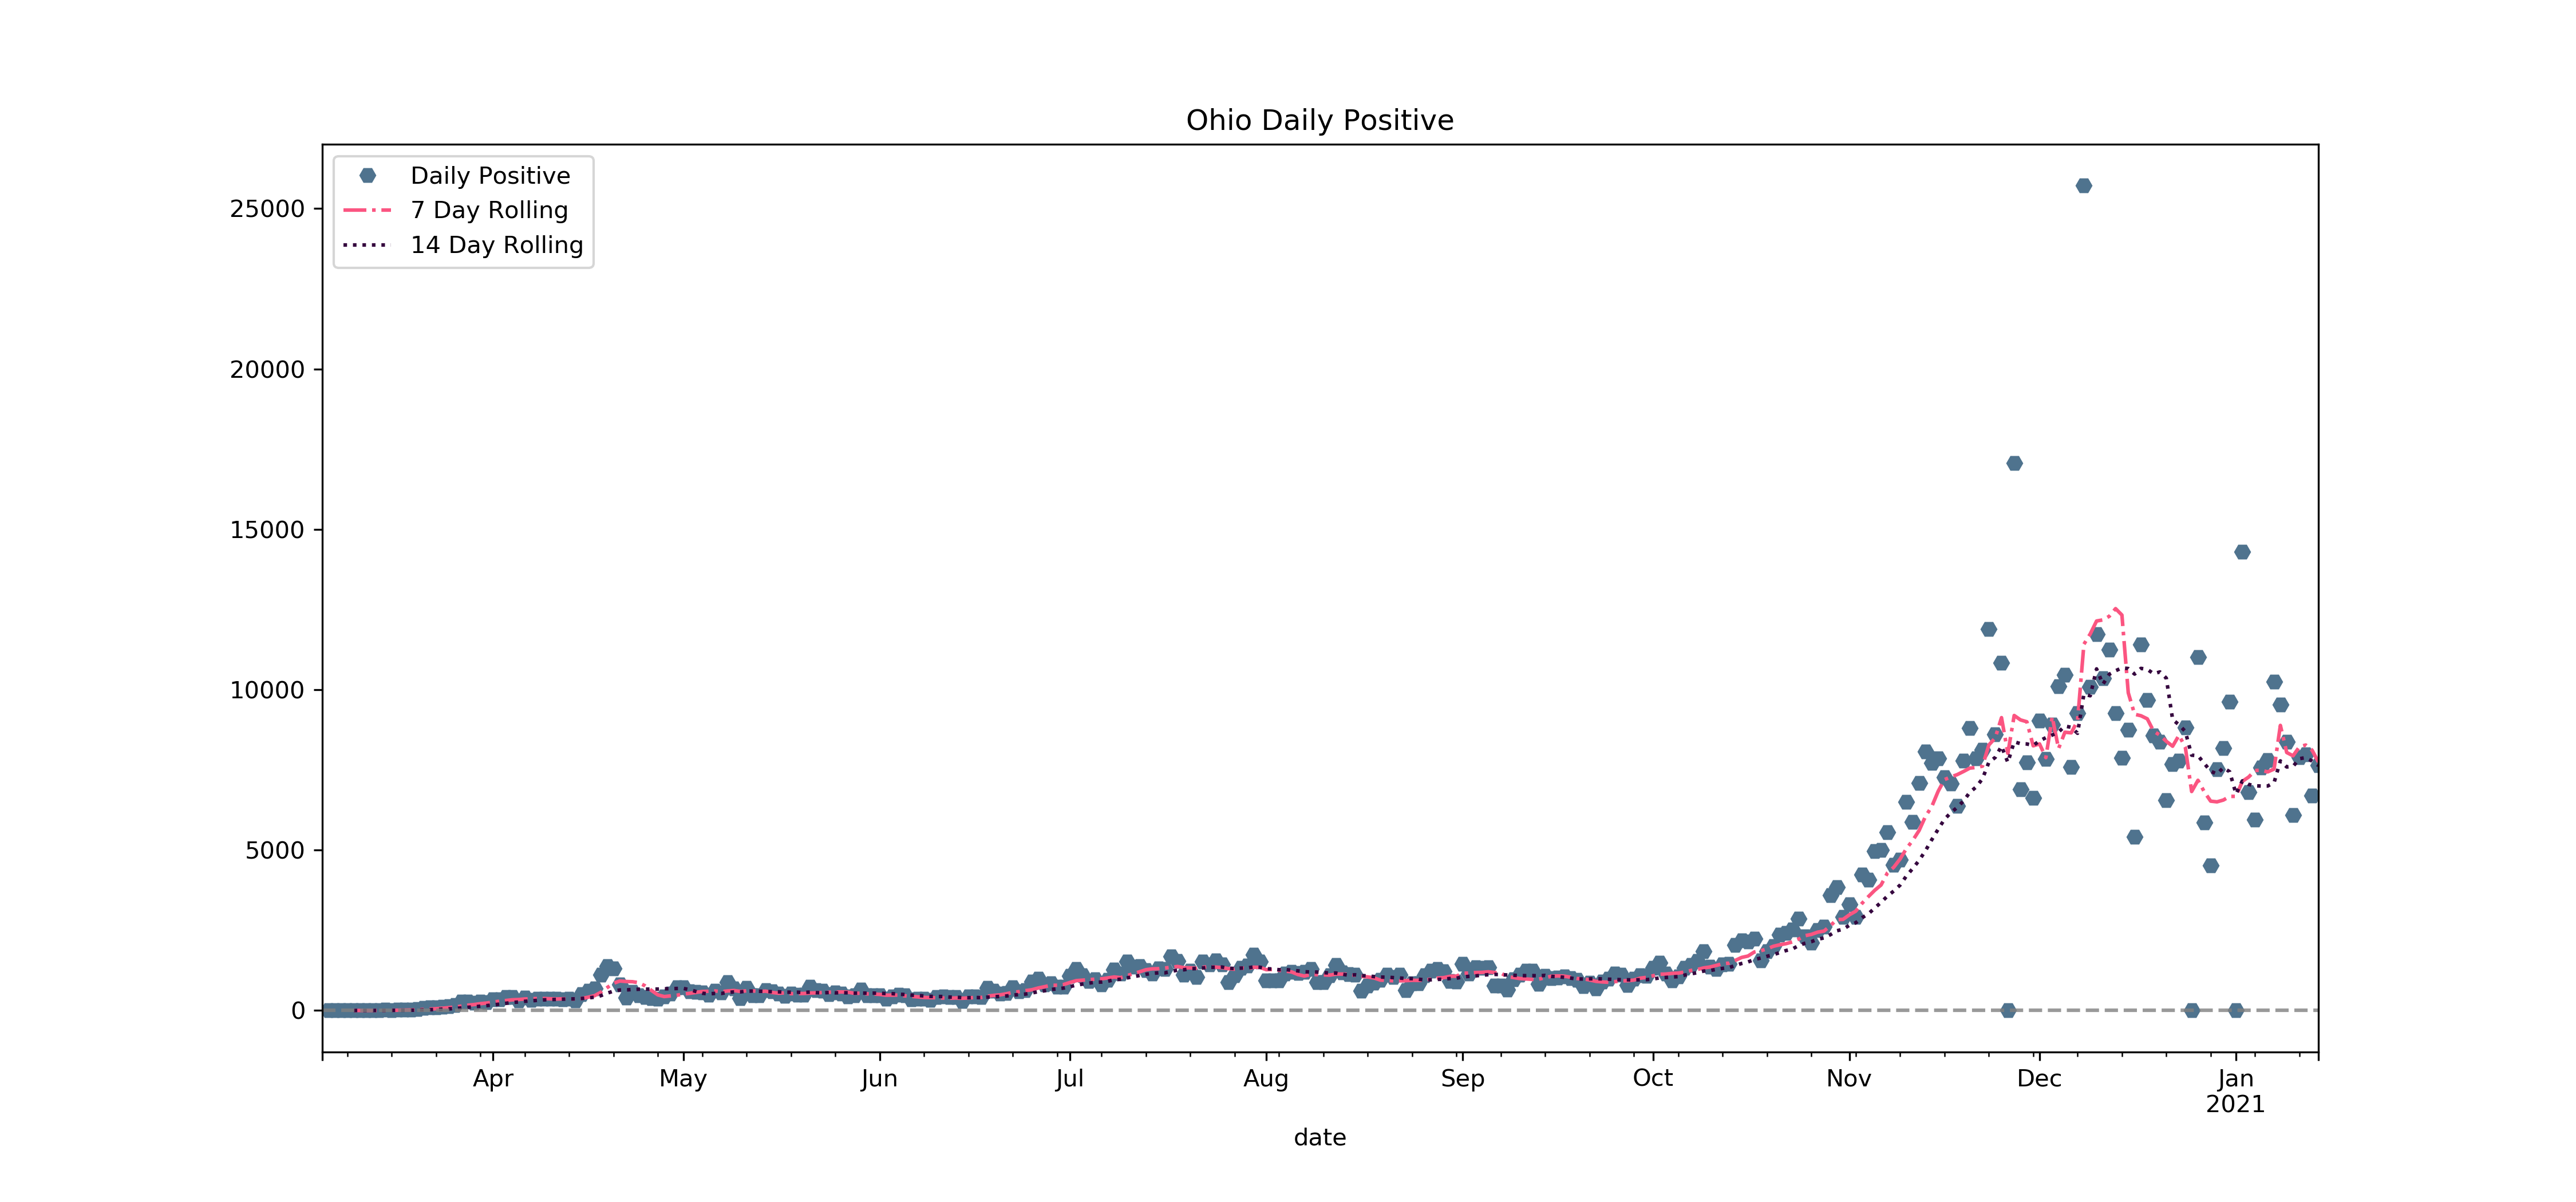 Ohio Daily Positive
Daily Positive
7 Day Rolling
14 Day Rolling
25000
20000
15000
10000
5000
0
Apr May Jun Jul Aug Sep Oct Nov Dec Jan
2021
date